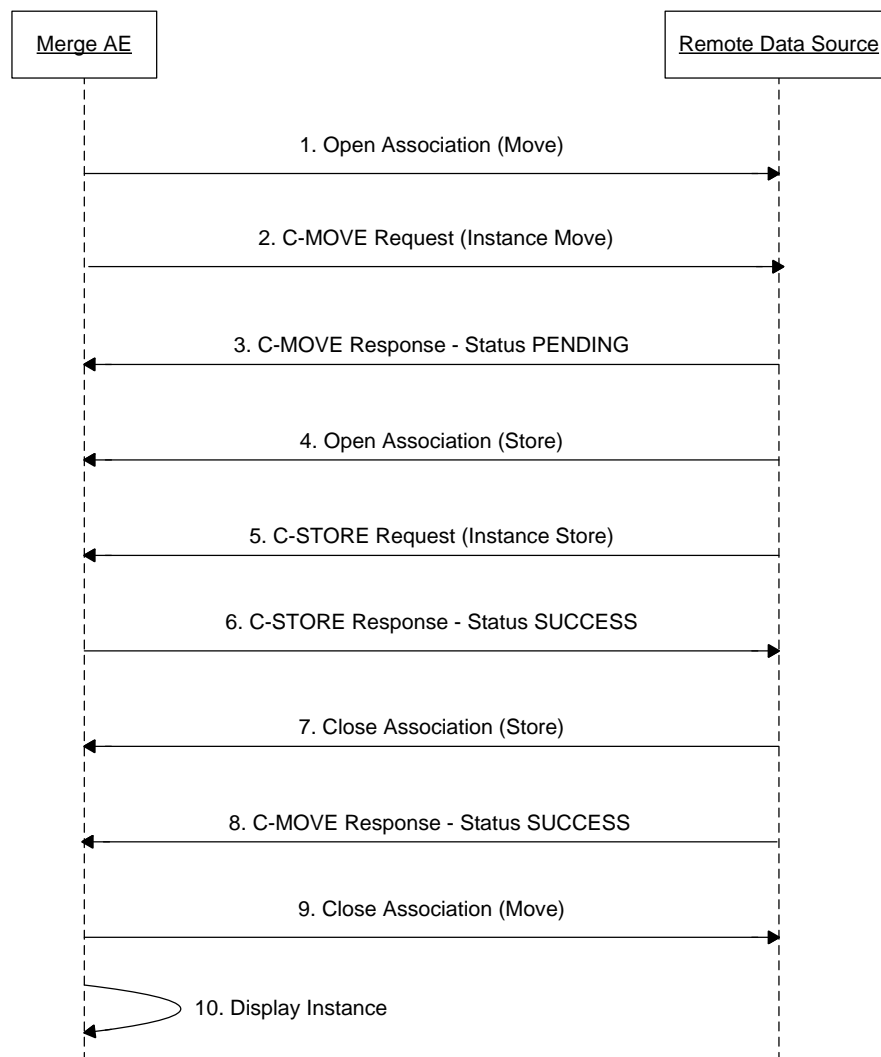 Merge AE
Remote Data Source
1. Open Association (Move)
2. C-MOVE Request (Instance Move)
3. C-MOVE Response - Status PENDING
4. Open Association (Store)
5. C-STORE Request (Instance Store)
6. C-STORE Response - Status SUCCESS
7. Close Association (Store)
8. C-MOVE Response - Status SUCCESS
9. Close Association (Move)
10. Display Instance